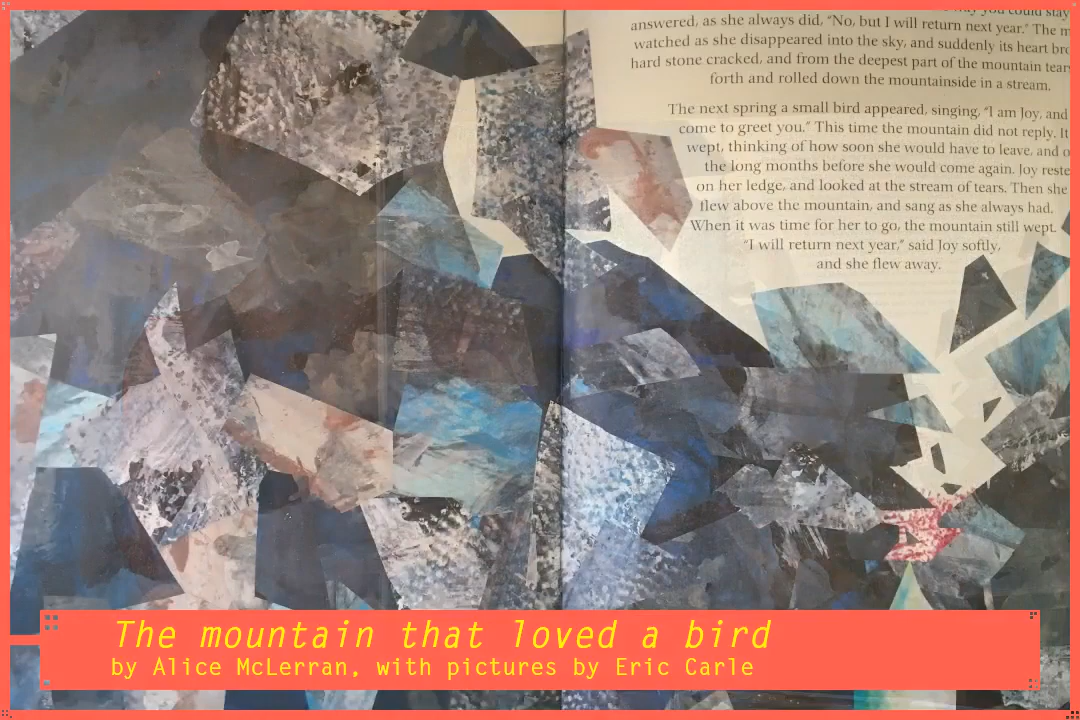 way you could stay
answered, as she always did, "No, but I will return next year." The m
watched as she disappeared into the sky, and suddenly its heart bro
hard stone cracked, and from the deepest part of the mountain tears
forth and rolled down the mountainside in a stream.
The next spring a small bird appeared, singing, "I am Joy, and
come to greet you." This time the mountain did not reply. It
wept, thinking of how soon she would have to leave, and o
the long months before she would come again. Joy reste
on her ledge, and looked at the stream of tears. Then she
flew above the mountain, and sang as she always had.
When it was time for her to go, the mountain still wept.
"I will return next year," said Joy softly,
and she flew away.
The mountain that loved a bird
by Alice McLerran, with pictures by Eric Carle